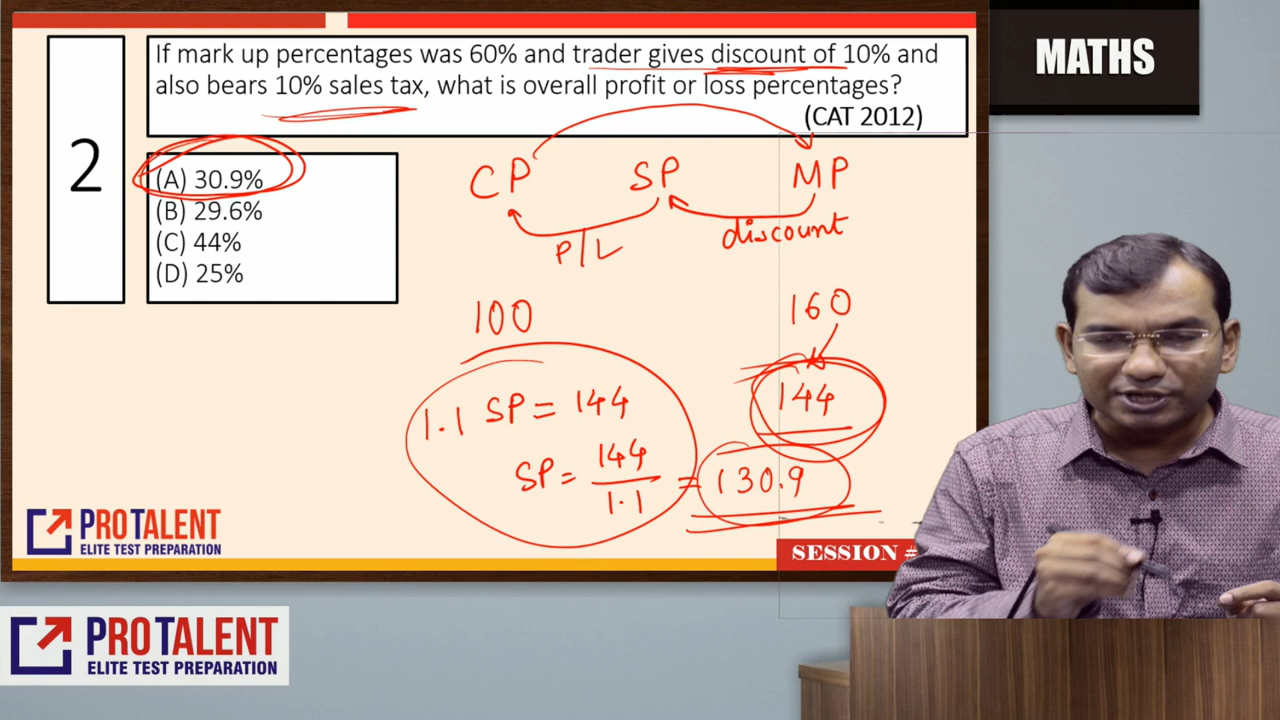 MATHS
2
If mark up percentages was 60% and trader gives discount of 10% and
also bears 10% sales tax, what is overall profit or loss percentages?
(CAT 2012)
(A) 30.9%
(B) 29.6%
(C) 44%
(D) 25%
CP SP MP
P/L discount
100 160
1.1 SP = 144 144
SP = 144/1.1 = 130.9
PROTALENT
ELITE TEST PREPARATION
SESSION #
PROTALENT
ELITE TEST PREPARATION